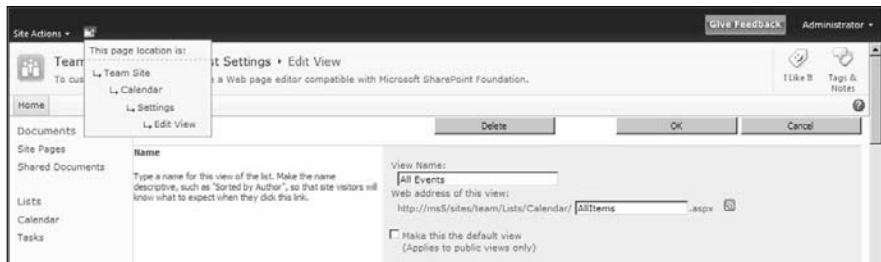 Site Actions
Give Feedback
Administrator
This page location is:
Team Site
Calendar
Settings
Edit View
Team
st Settings ▸ Edit View
To cus
e a Web page editor compatible with Microsoft SharePoint Foundation.
I Like It
Tags &
Notes
Home
Documents
Site Pages
Shared Documents
Lists
Calendar
Tasks
Delete
OK
Cancel
Name
Type a name for this view of the list. Make the name
descriptive, such as "Sorted by Author", so that site visitors will
know what to expect when they click this link.
View Name:
All Events
Web address of this view:
http://ms5/sites/team/Lists/Calendar/ AllItems .aspx
Make this the default view
(Applies to public views only)